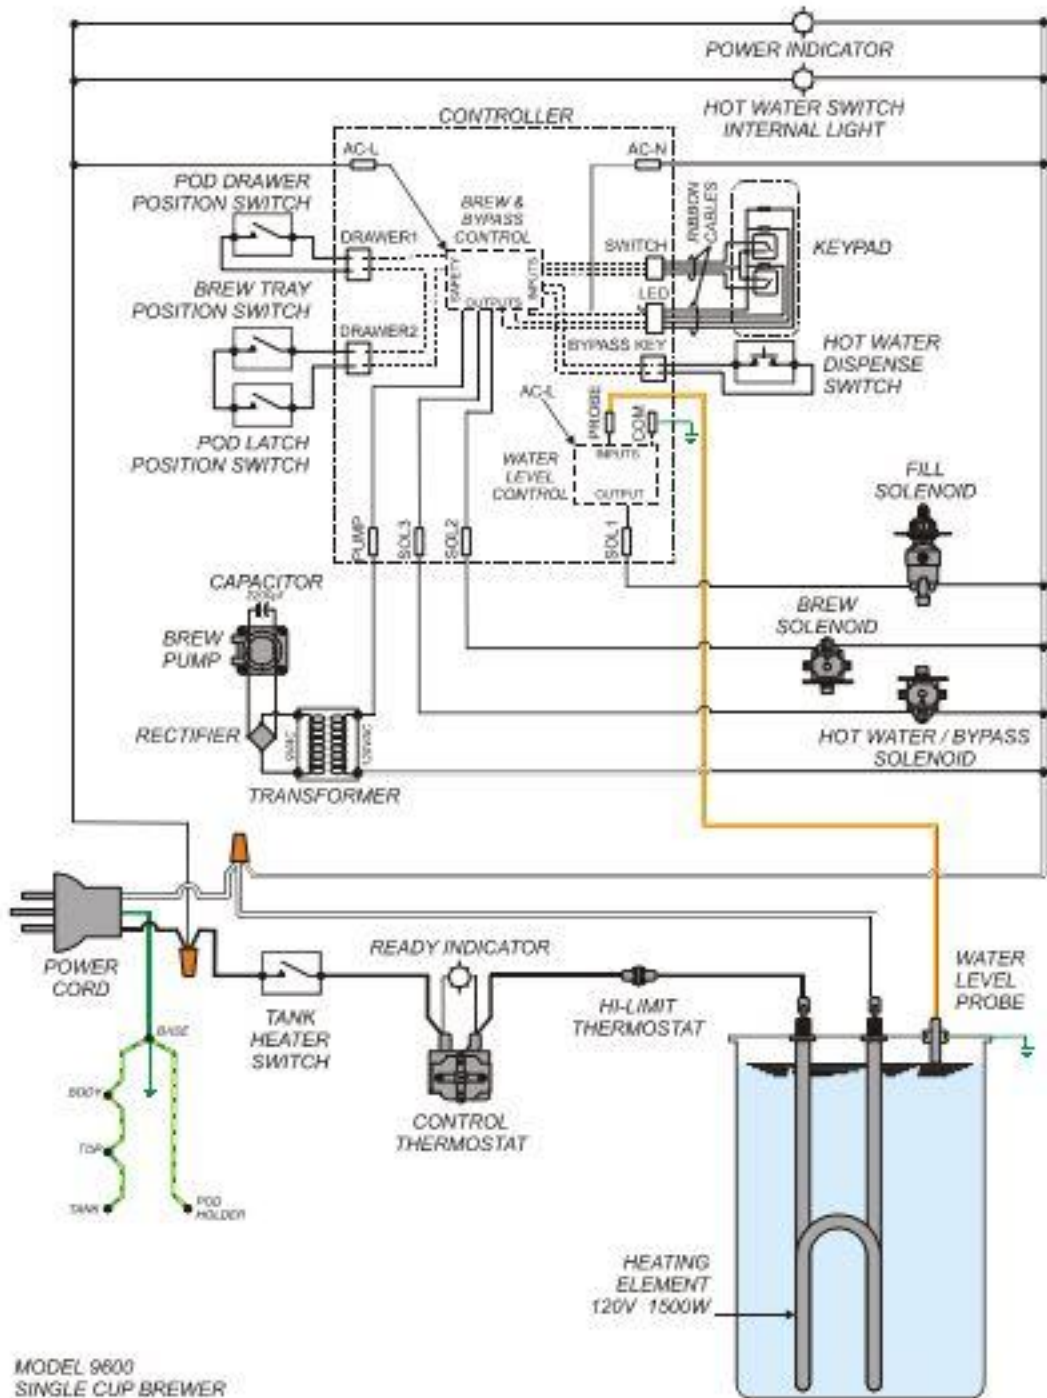 POWER INDICATOR
HOT WATER SWITCH
INTERNAL LIGHT
CONTROLLER
AC-L
AC-N
POD DRAWER
POSITION SWITCH
BREW &
BYPASS
CONTROL
RIBBON
CABLES
DRAWER1
SWITCH
KEYPAD
SAFETY
INPUTS
OUTPUTS
LED
BREW TRAY
POSITION SWITCH
DRAWER2
BYPASS KEY
HOT WATER
DISPENSE
SWITCH
AC-L
PROBE
COM
POD LATCH
POSITION SWITCH
INPUTS
WATER
LEVEL
CONTROL
OUTPUT
FILL
SOLENOID
PUMP
SOL3
SOL2
SOL1
CAPACITOR
BREW
PUMP
BREW
SOLENOID
RECTIFIER
9VAC
120VAC
HOT WATER / BYPASS
SOLENOID
TRANSFORMER
READY INDICATOR
POWER
CORD
HI-LIMIT
THERMOSTAT
WATER
LEVEL
PROBE
TANK
HEATER
SWITCH
BASE
BODY
CONTROL
THERMOSTAT
TOP
TANK
POD
HOLDER
HEATING
ELEMENT
120V 1500W
MODEL 9600
SINGLE CUP BREWER